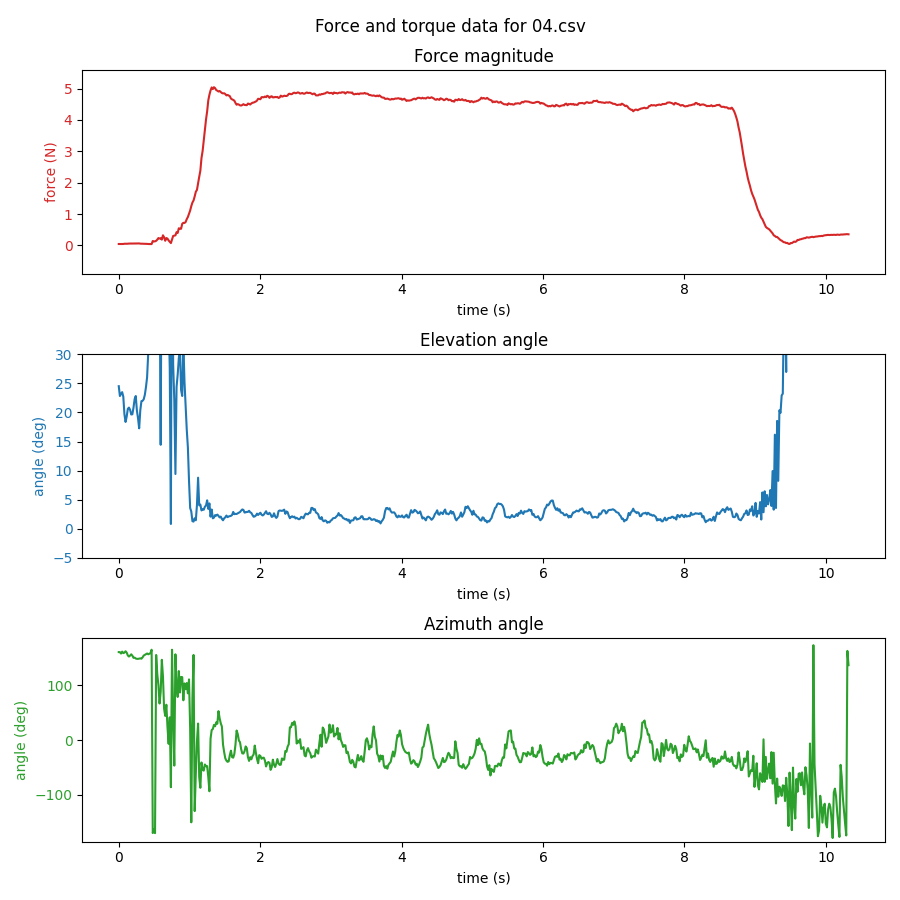 Force and torque data for 04.csv
Force magnitude
5
4
3
2
1
0
force (N)
0 2 4 6 8 10
time (s)
Elevation angle
30
25
20
15
10
5
0
−5
angle (deg)
0 2 4 6 8 10
time (s)
Azimuth angle
100
0
−100
angle (deg)
0 2 4 6 8 10
time (s)